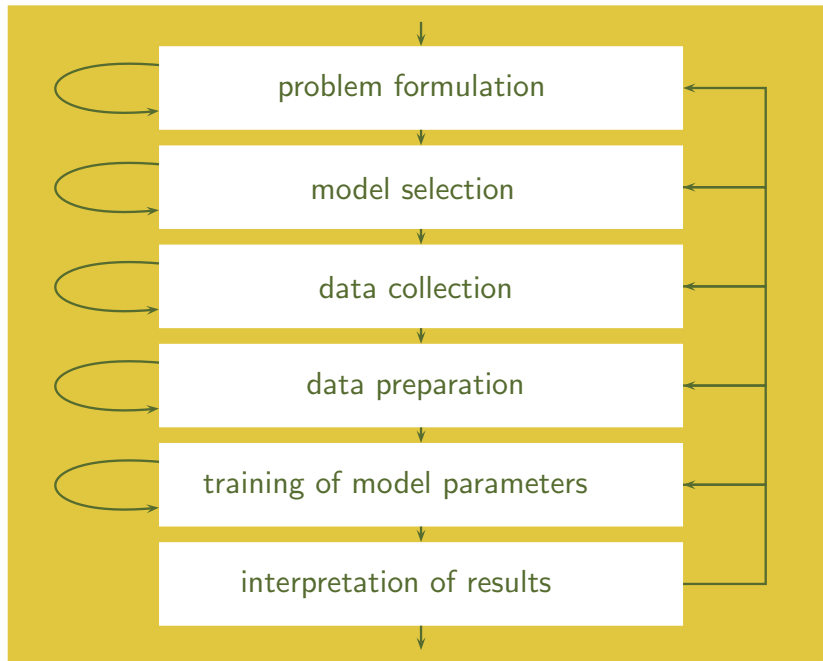 problem formulation
model selection
data collection
data preparation
training of model parameters
interpretation of results